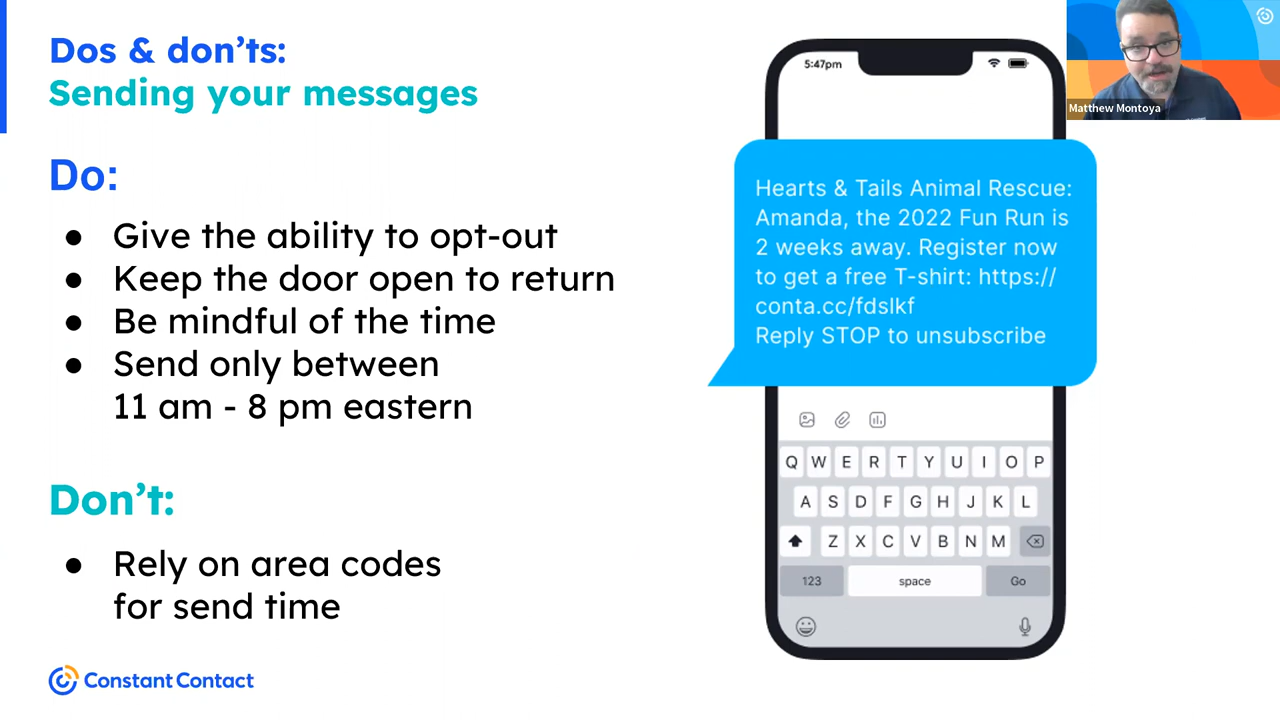 Dos & don’ts:
Sending your messages
Do:
● Give the ability to opt-out
● Keep the door open to return
● Be mindful of the time
● Send only between
11 am - 8 pm eastern
Don’t:
● Rely on area codes
for send time
Constant Contact
5:47pm
Hearts & Tails Animal Rescue:
Amanda, the 2022 Fun Run is
2 weeks away. Register now
to get a free T-shirt: https://
conta.cc/fdslkf
Reply STOP to unsubscribe
Q W E R T Y U I O P
A S D F G H J K L
Z X C V B N M
123 space Go
Matthew Montoya